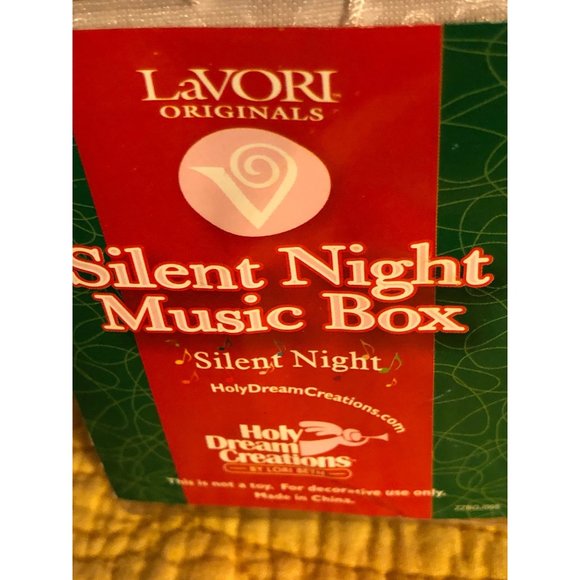 LaVORI
ORIGINALS
Silent Night
Music Box
Silent Night
HolyDreamCreations.com
Holy
Dream
Creations
BY LORI BETH
This is not a toy. For decorative use only.
Made in China.